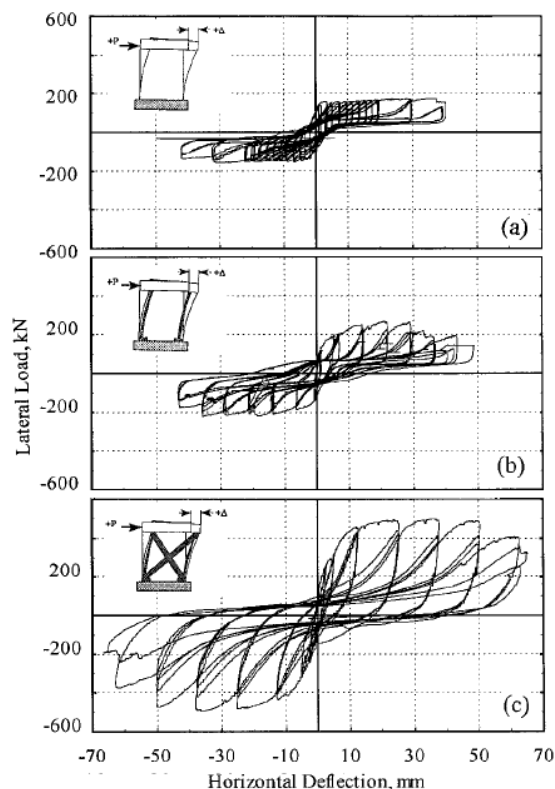 600
+P
+Δ
200
-200
(a)
-600
+P
+Δ
200
-200
(b)
-600
+P
+Δ
200
-200
(c)
-600
Lateral Load, kN
-70 -50 -30 -10 10 30 50 70
Horizontal Deflection, mm